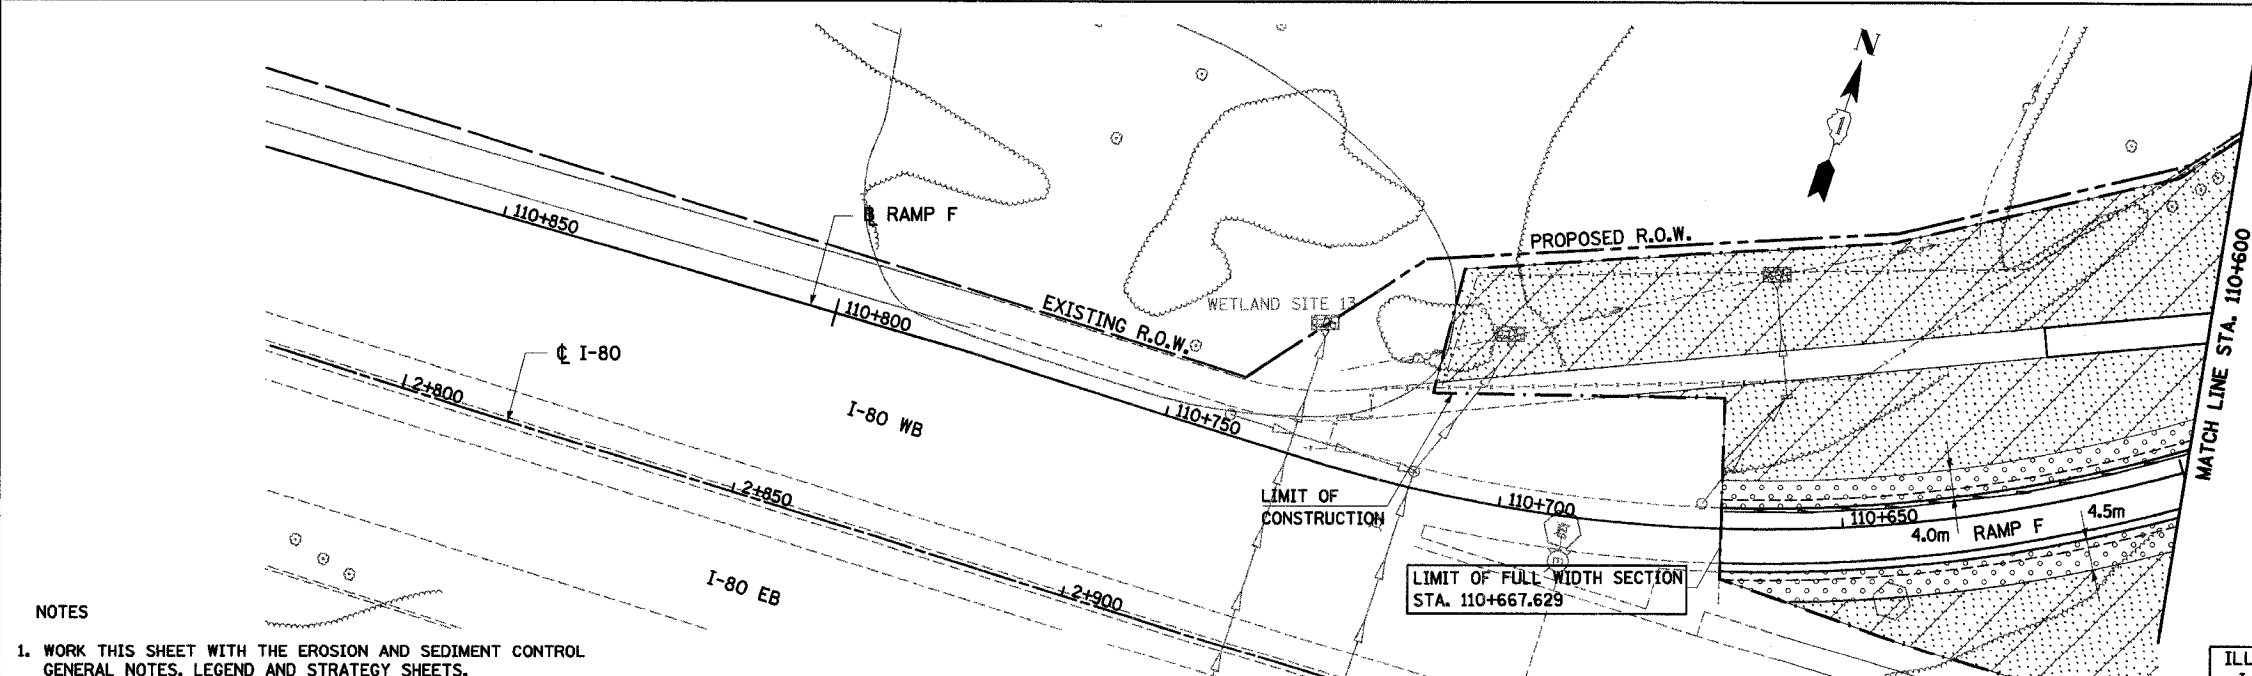 N
1
110+850
℄ RAMP F
110+800
EXISTING R.O.W.
WETLAND SITE 13
PROPOSED R.O.W.
MATCH LINE STA. 110+600
℄ I-80
2+800
I-80 WB
110+750
2+850
LIMIT OF
CONSTRUCTION
110+700
110+650
4.0m
RAMP F
4.5m
I-80 EB
2+900
LIMIT OF FULL WIDTH SECTION
STA. 110+667.629
NOTES
1. WORK THIS SHEET WITH THE EROSION AND SEDIMENT CONTROL
GENERAL NOTES, LEGEND AND STRATEGY SHEETS.
ILL